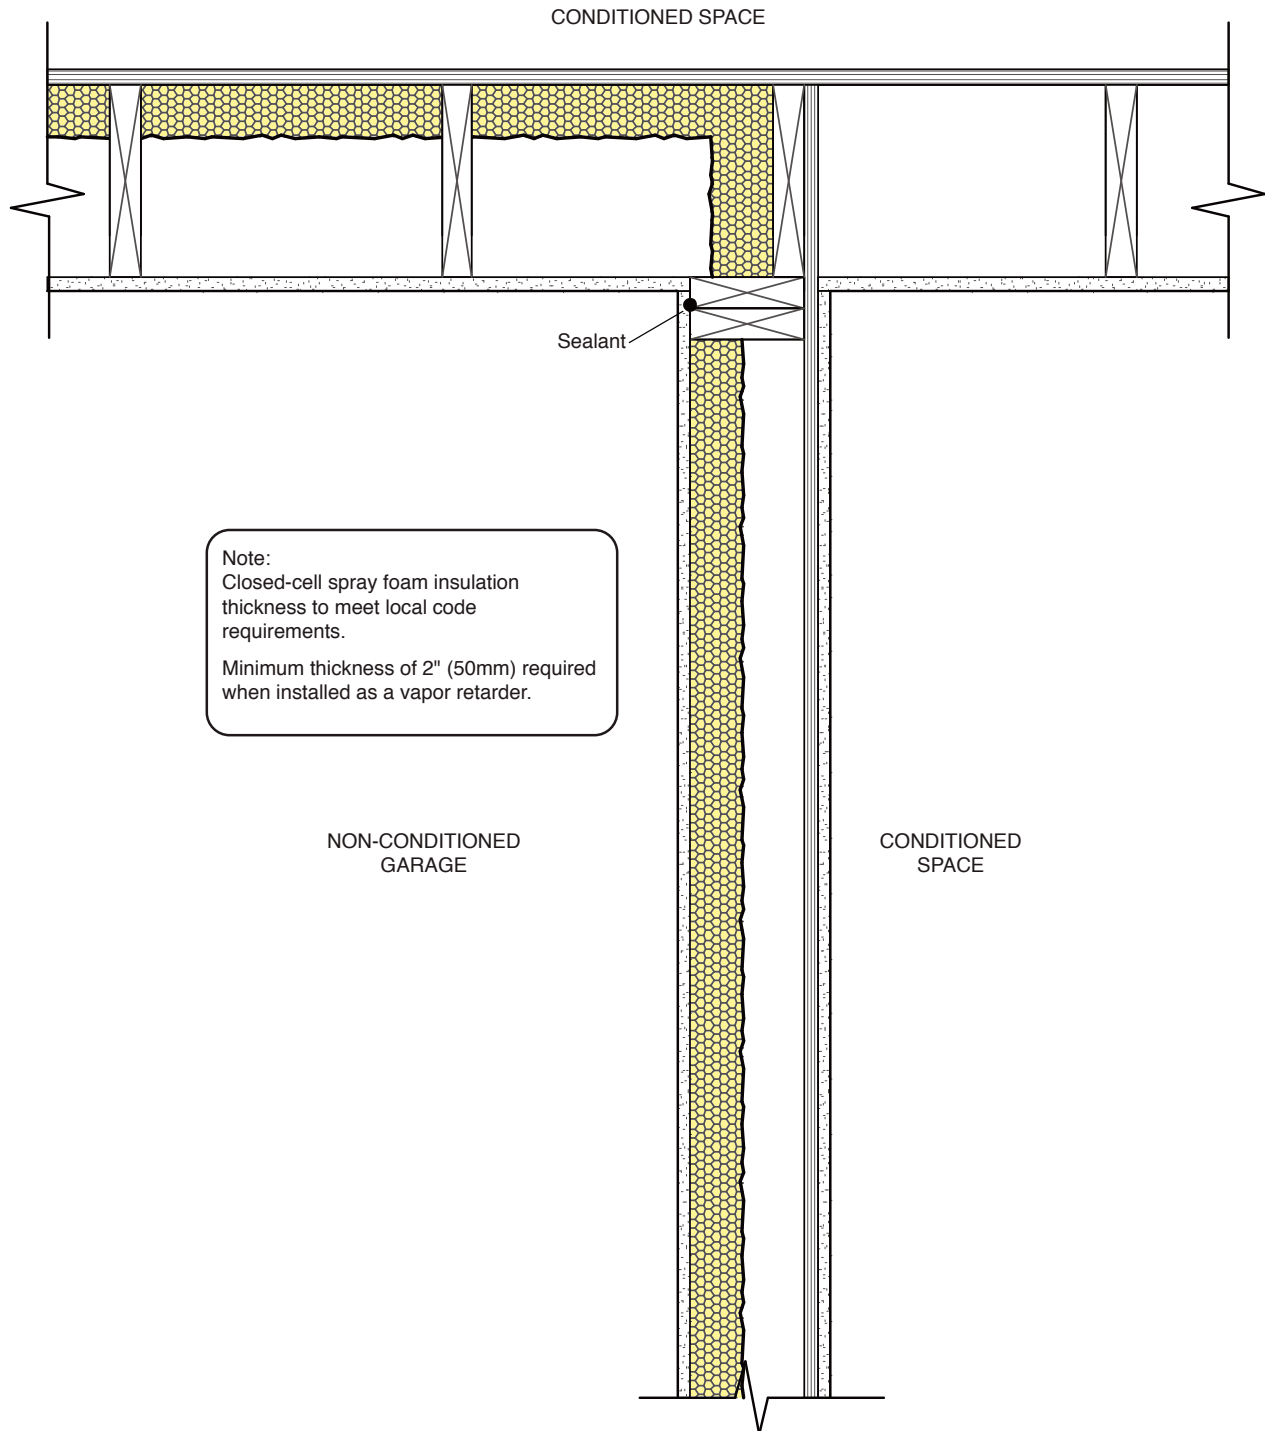 CONDITIONED SPACE
Sealant
Note:
Closed-cell spray foam insulation
thickness to meet local code
requirements.
Minimum thickness of 2" (50mm) required
when installed as a vapor retarder.
NON-CONDITIONED
GARAGE
CONDITIONED
SPACE